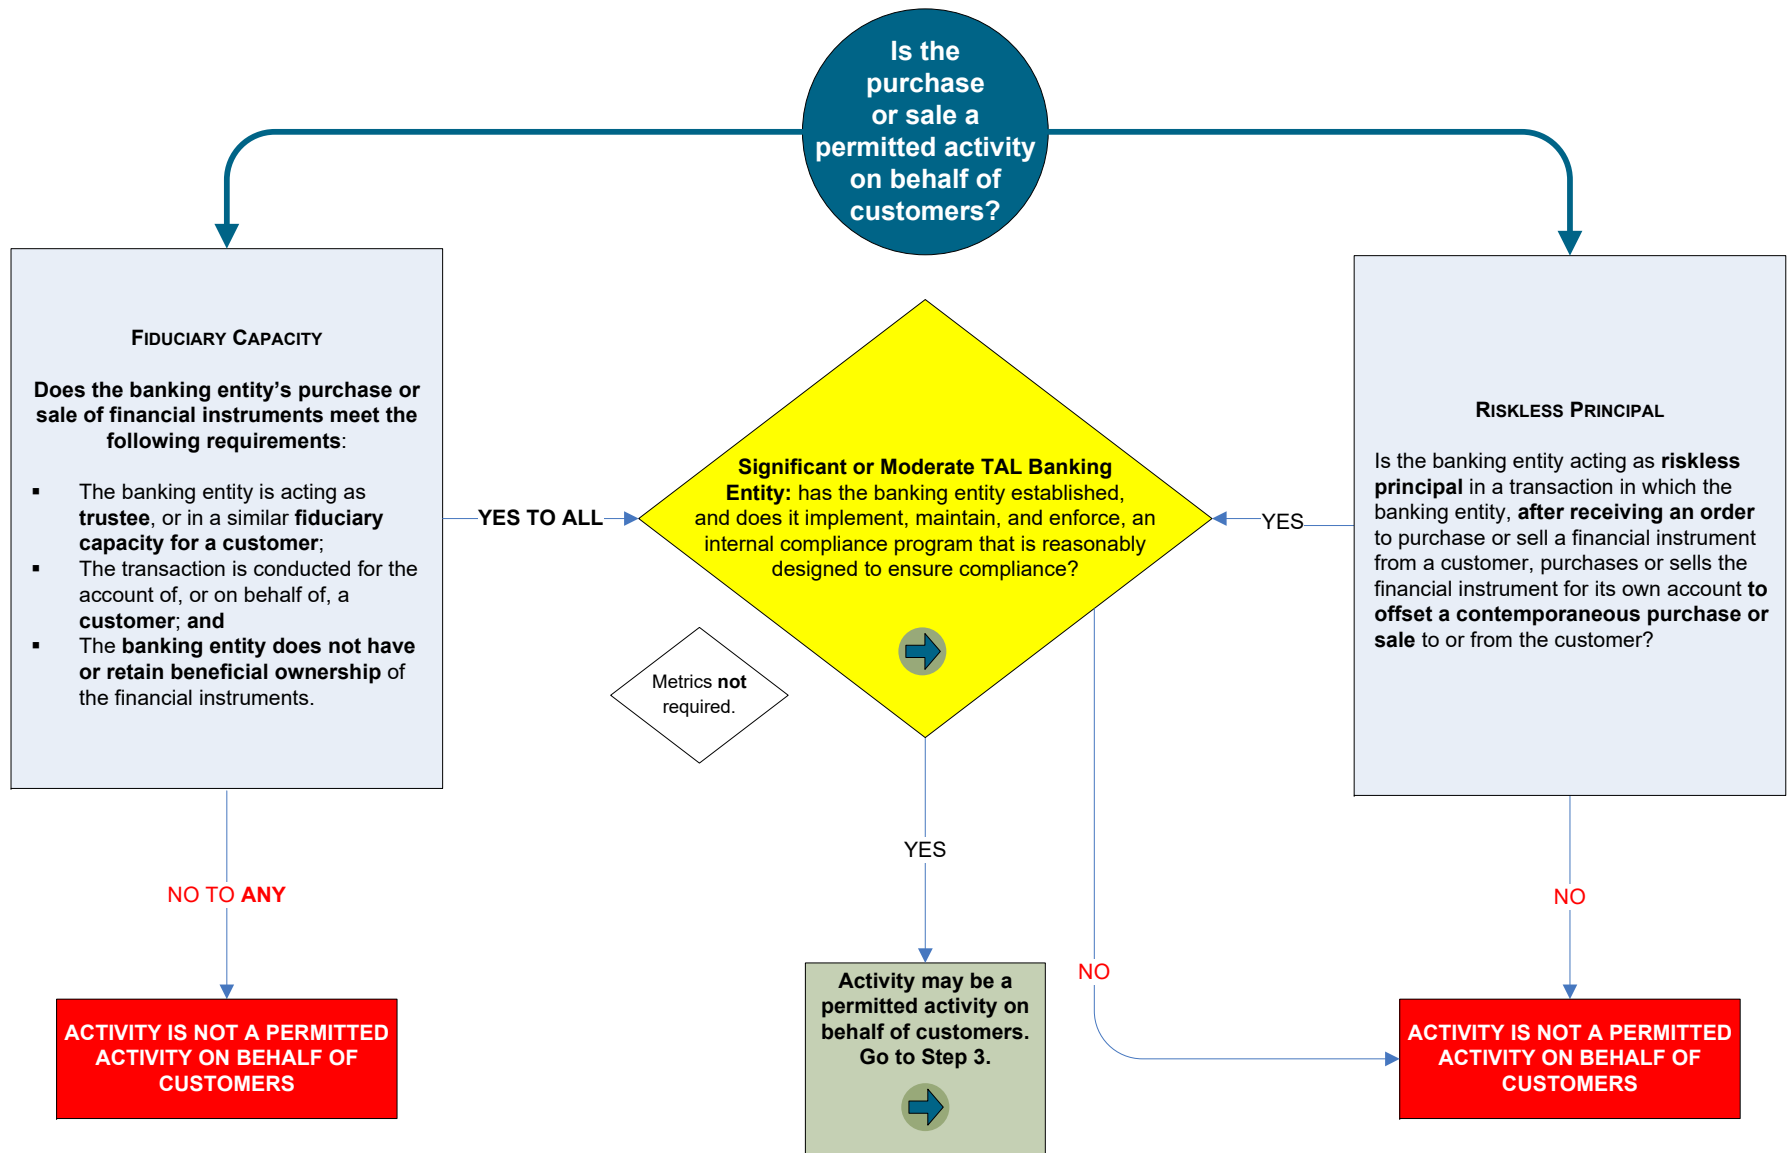 Is the
purchase
or sale a
permitted activity
on behalf of
customers?
FIDUCIARY CAPACITY
Does the banking entity’s purchase or
sale of financial instruments meet the
following requirements:
▪ The banking entity is acting as
trustee, or in a similar fiduciary
capacity for a customer;
▪ The transaction is conducted for the
account of, or on behalf of, a
customer; and
▪ The banking entity does not have
or retain beneficial ownership of
the financial instruments.
YES TO ALL
Significant or Moderate TAL Banking
Entity: has the banking entity established,
and does it implement, maintain, and enforce, an
internal compliance program that is reasonably
designed to ensure compliance?
Metrics not
required.
YES
RISKLESS PRINCIPAL
Is the banking entity acting as riskless
principal in a transaction in which the
banking entity, after receiving an order
to purchase or sell a financial instrument
from a customer, purchases or sells the
financial instrument for its own account to
offset a contemporaneous purchase or
sale to or from the customer?
NO TO ANY
YES
NO
NO
ACTIVITY IS NOT A PERMITTED
ACTIVITY ON BEHALF OF
CUSTOMERS
Activity may be a
permitted activity on
behalf of customers.
Go to Step 3.
ACTIVITY IS NOT A PERMITTED
ACTIVITY ON BEHALF OF
CUSTOMERS